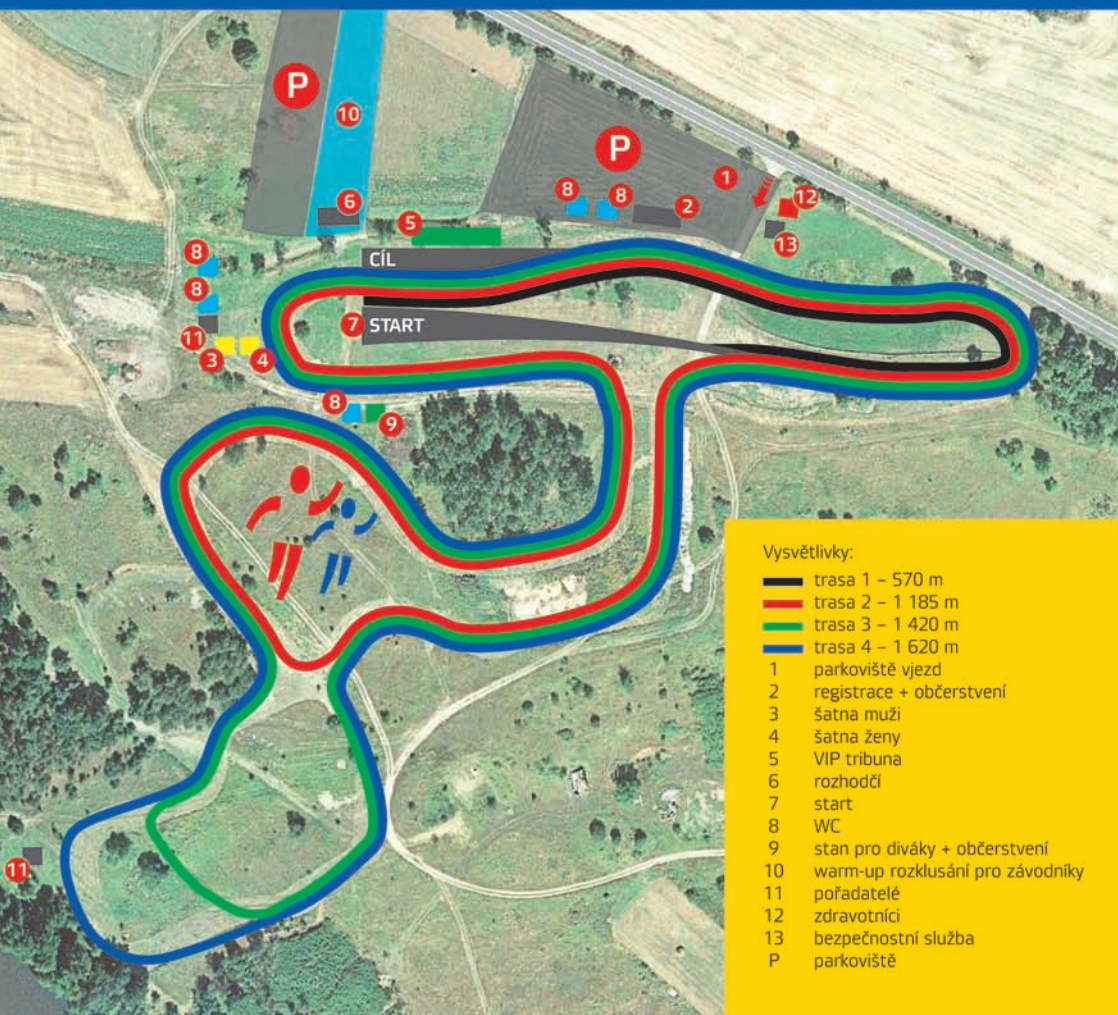 P
10
P
1
8
8
2
12
6
5
13
8
CÍL
8
7
START
11
3
4
8
9
11
Vysvětlivky:
trasa 1 – 570 m
trasa 2 – 1 185 m
trasa 3 – 1 420 m
trasa 4 – 1 620 m
1 parkoviště vjezd
2 registrace + občerstvení
3 šatna muži
4 šatna ženy
5 VIP tribuna
6 rozhodčí
7 start
8 WC
9 stan pro diváky + občerstvení
10 warm-up rozklusání pro závodníky
11 pořadatelé
12 zdravotníci
13 bezpečnostní služba
P parkoviště